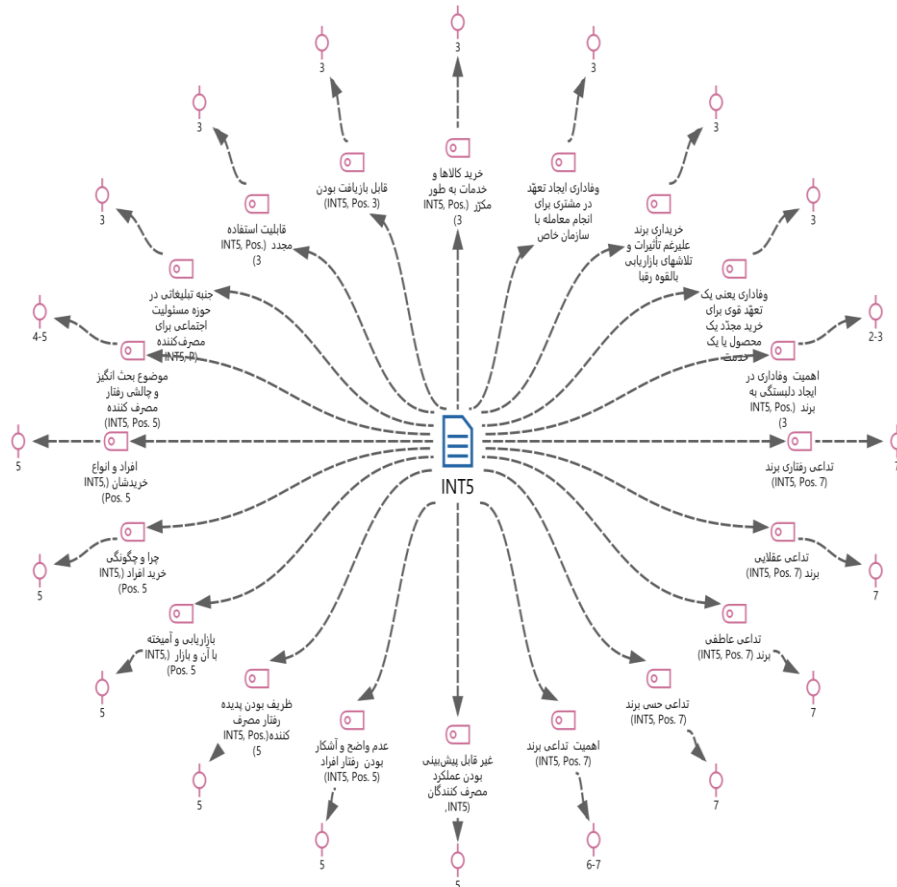 3
3
3
3
3
خرید کالاها و
خدمات به طور
مکرّر (INT5, Pos.
3)
قابل بازیافت بودن
(INT5, Pos. 3)
وفاداری ایجاد تعهّد
در مشتری برای
انجام معامله با
سازمان خاص
3
3
قابلیت استفاده
مجدد (INT5, Pos.
3)
خریداری برند
علیرغم تأثیرات و
تلاشهای بازاریابی
بالقوه رقبا
جنبه تبلیغاتی در
حوزه مسئولیت
اجتماعی برای
مصرف‌کننده
(INT5, P
وفاداری یعنی یک
تعهّد قوی برای
خرید مجدّد یک
محصول یا یک
خدمت
4-5
2-3
موضوع بحث انگیز
و چالشی رفتار
مصرف کننده
(INT5, Pos. 5)
اهمیت وفاداری در
ایجاد دلبستگی به
برند (INT5, Pos.
3)
5
افراد و انواع
خریدشان (INT5,
Pos. 5)
INT5
تداعی رفتاری برند
(INT5, Pos. 7)
7
5
چرا و چگونگی
خرید افراد (INT5,
Pos. 5)
تداعی عقلایی
برند (INT5, Pos. 7)
7
5
بازاریابی و آمیخته
با آن و بازار (INT5,
Pos. 5)
تداعی عاطفی
برند (INT5, Pos. 7)
7
5
ظریف بودن پدیده
رفتار مصرف
کننده (INT5, Pos.
5)
تداعی حسی برند
(INT5, Pos. 7)
7
5
عدم واضح و آشکار
بودن رفتار افراد
(INT5, Pos. 5)
غیر قابل پیش‌بینی
بودن عملکرد
مصرف کنندگان
(INT5,
اهمیت تداعی برند
(INT5, Pos. 7)
6-7
5